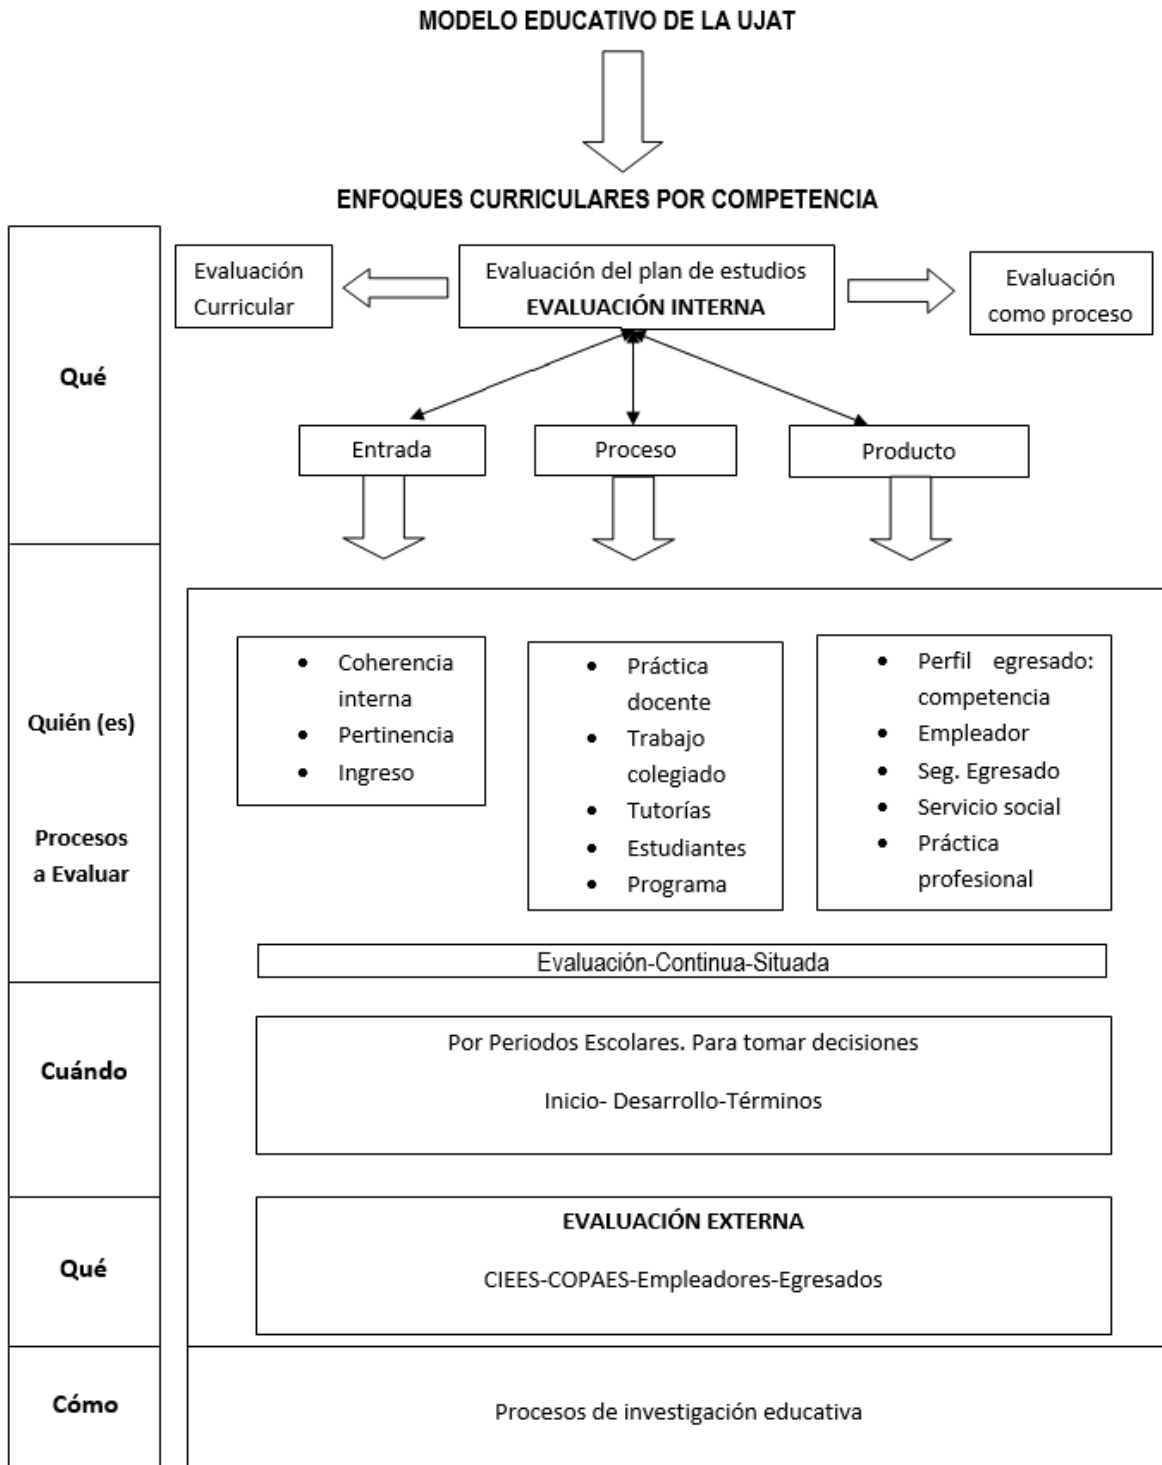 MODELO EDUCATIVO DE LA UJAT
ENFOQUES CURRICULARES POR COMPETENCIA
Qué
Evaluación
Curricular
Evaluación del plan de estudios
EVALUACIÓN INTERNA
Evaluación
como proceso
Entrada
Proceso
Producto
Quién (es)
Procesos
a Evaluar
• Coherencia
interna
• Pertinencia
• Ingreso
• Práctica
docente
• Trabajo
colegiado
• Tutorías
• Estudiantes
• Programa
• Perfil egresado:
competencia
• Empleador
• Seg. Egresado
• Servicio social
• Práctica
profesional
Evaluación-Continua-Situada
Cuándo
Por Periodos Escolares. Para tomar decisiones
Inicio- Desarrollo-Términos
Qué
EVALUACIÓN EXTERNA
CIEES-COPAES-Empleadores-Egresados
Cómo
Procesos de investigación educativa